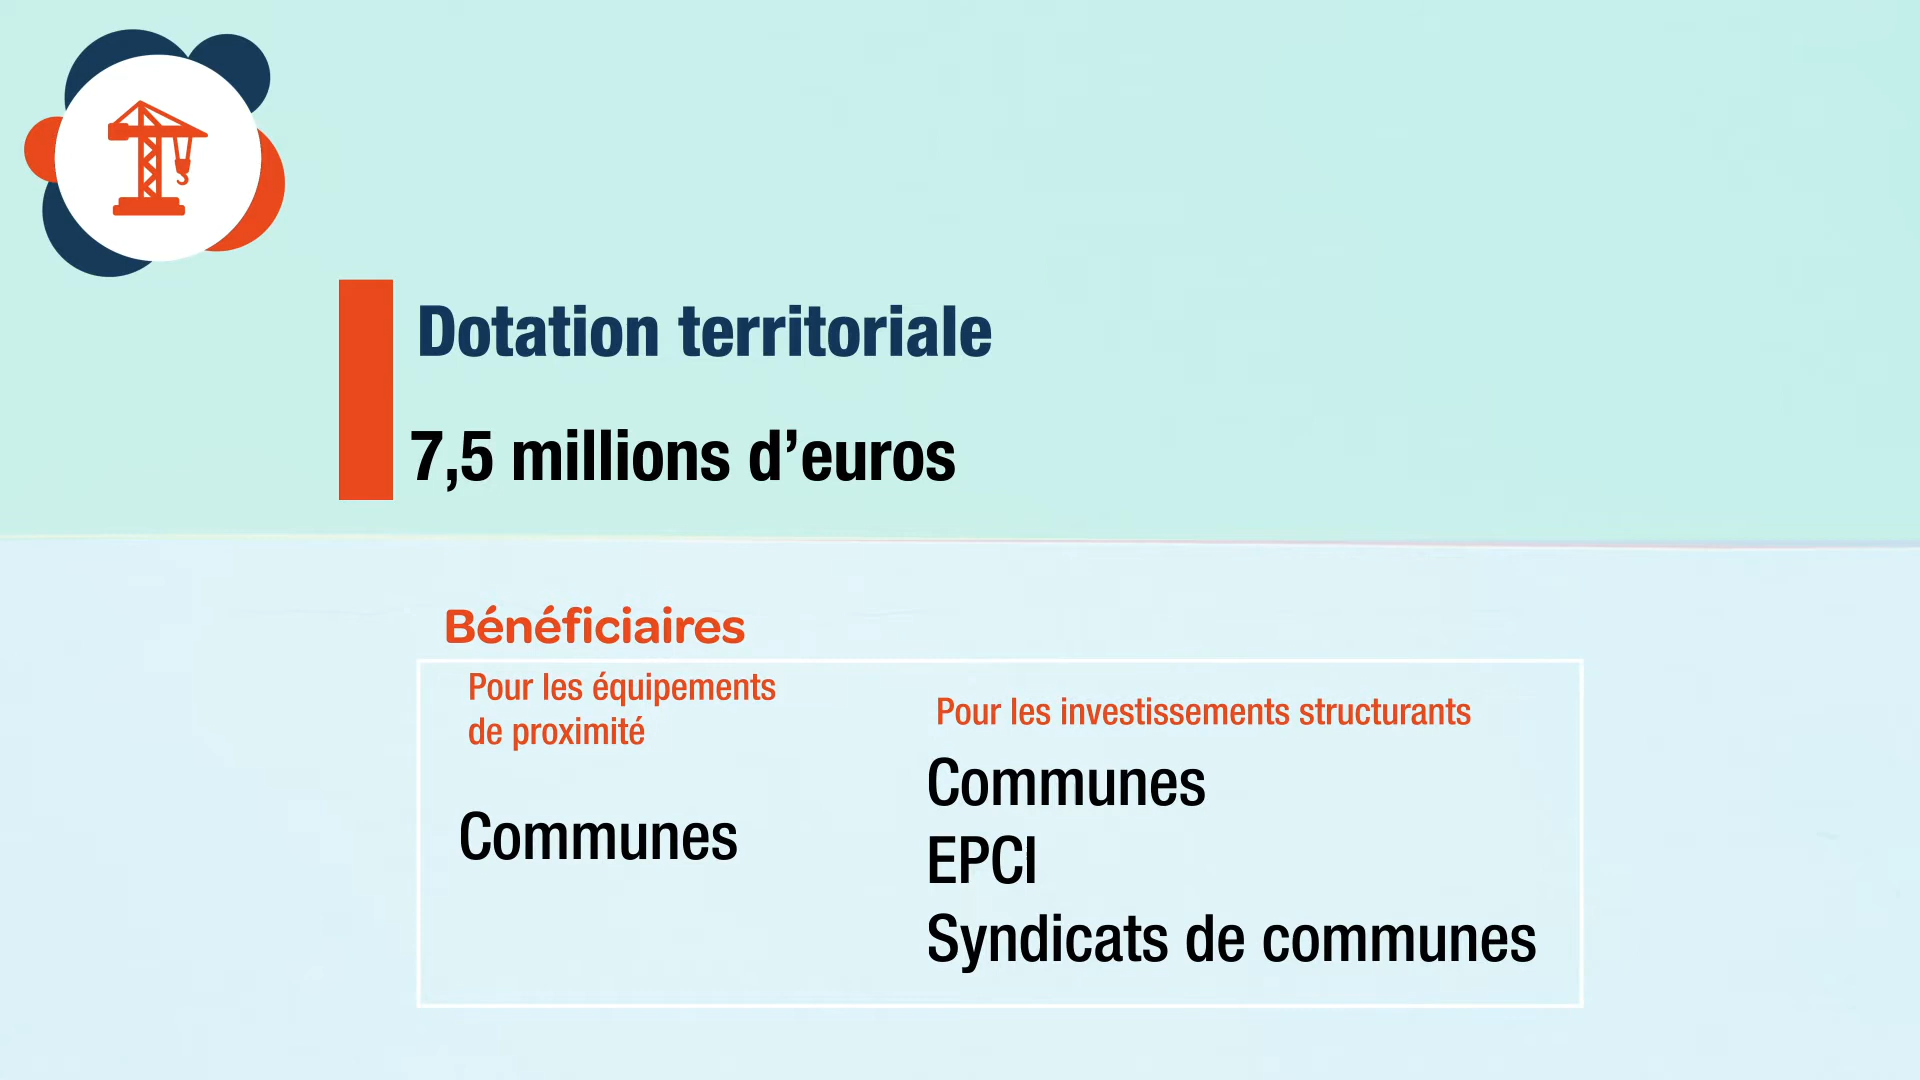 Dotation territoriale
7,5 millions d’euros
Bénéficiaires
Pour les équipements
de proximité
Communes
Pour les investissements structurants
Communes
EPCI
Syndicats de communes